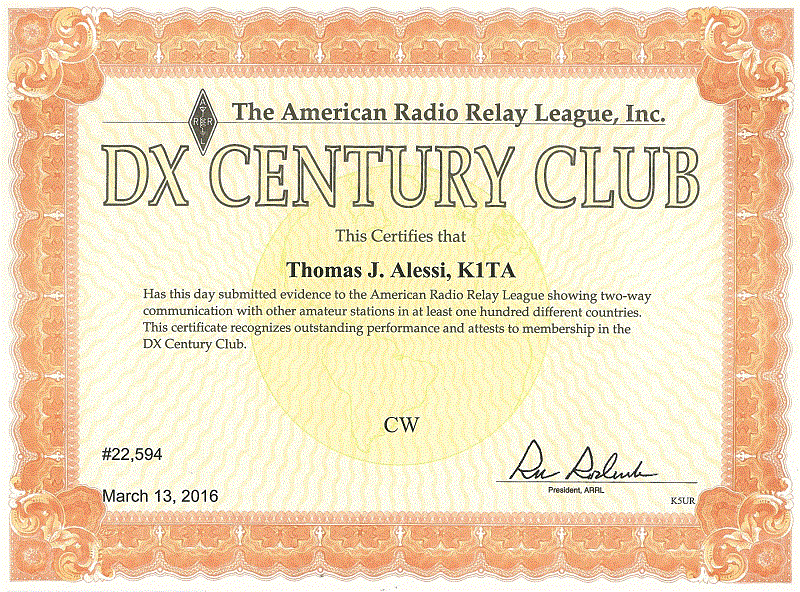 The American Radio Relay League, Inc.
A
R R
L
DX CENTURY CLUB
This Certifies that
Thomas J. Alessi, K1TA
Has this day submitted evidence to the American Radio Relay League showing two-way
communication with other amateur stations in at least one hundred different countries.
This certificate recognizes outstanding performance and attests to membership in the
DX Century Club.
CW
#22,594
March 13, 2016
President, ARRL
K5UR